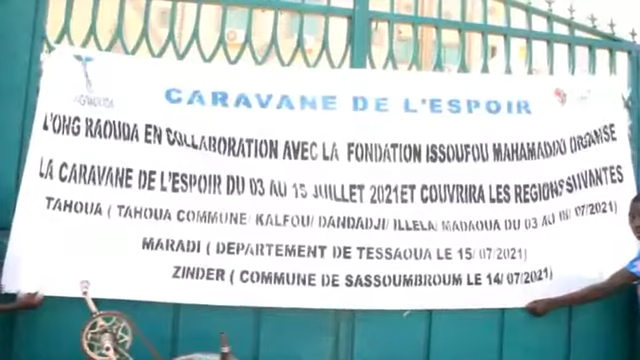 CARAVANE DE L'ESPOIR
L'ONG RAOUDA EN COLLABORATION AVEC LA FONDATION ISSOUFOU MAHAMADOU ORGANISE
LA CARAVANE DE L'ESPOIR DU 03 AU 15 JUILLET 2021ET COUVRIRA LES REGIONS SUIVANTES
TAHOUA ( TAHOUA COMMUNE/ KALFOU/ DANDADJI/ ILLELA/ MADAOUA DU 03 AU /07/2021)
MARADI ( DEPARTEMENT DE TESSAOUA LE 15/ 07/2021)
ZINDER ( COMMUNE DE SASSOUMBROUM LE 14/ 07/2021)